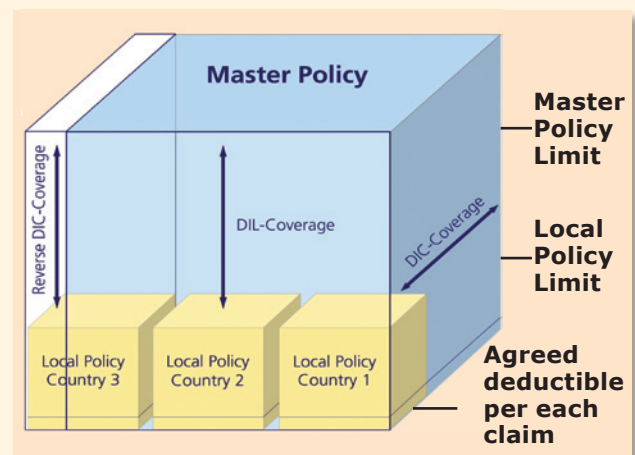 Master Policy
Master
Policy
Limit
Reverse DIC-Coverage
DIL-Coverage
DIC-Coverage
Local
Policy
Limit
Local Policy
Country 3
Local Policy
Country 2
Local Policy
Country 1
Agreed
deductible
per each
claim